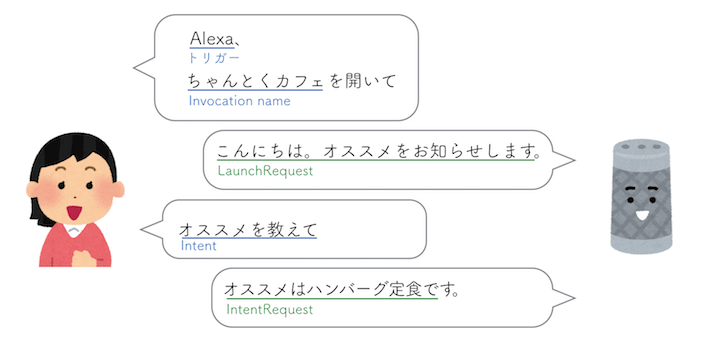 Alexa、
トリガー
ちゃんとくカフェを開いて
Invocation name
こんにちは。オススメをお知らせします。
LaunchRequest
オススメを教えて
Intent
オススメはハンバーグ定食です。
IntentRequest